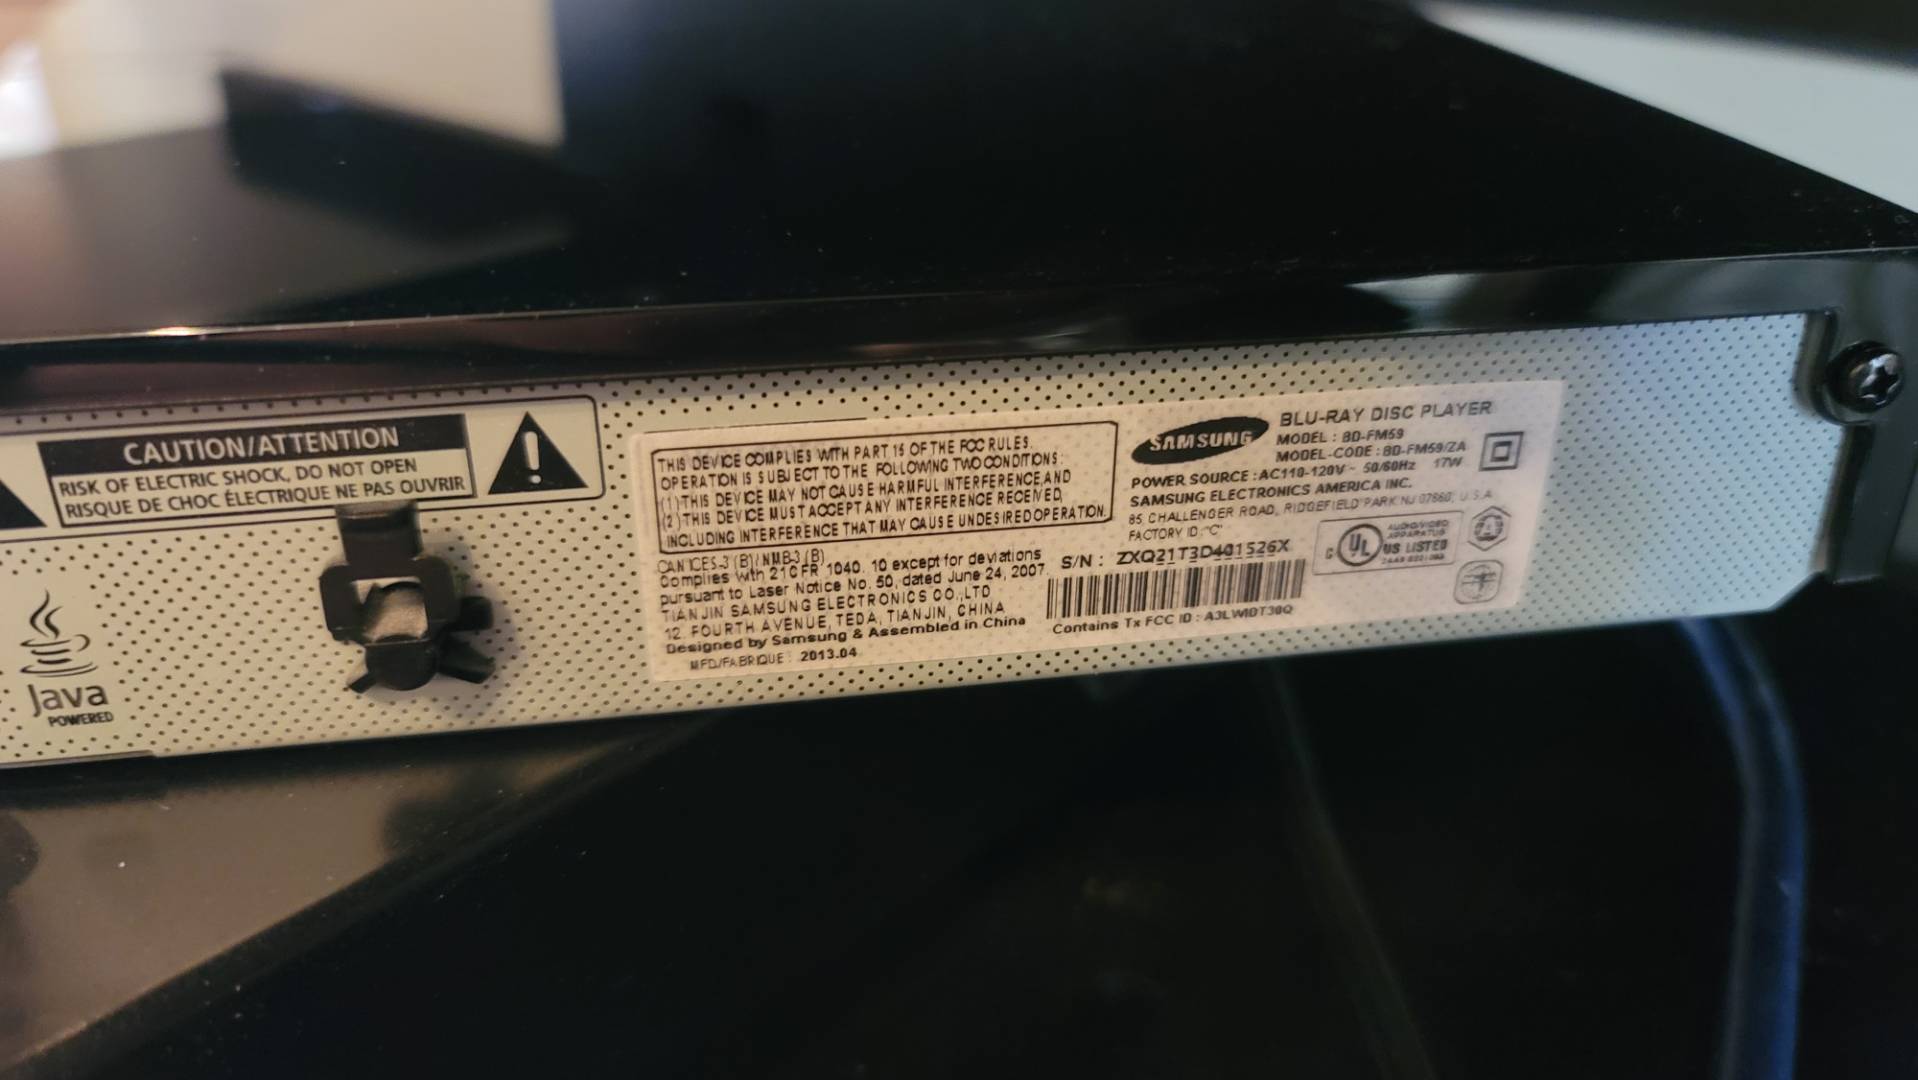 CAUTION/ATTENTION
RISK OF ELECTRIC SHOCK, DO NOT OPEN
RISQUE DE CHOC ÉLECTRIQUE NE PAS OUVRIR
Java
POWERED
THIS DEVICE COMPLIES WITH PART 15 OF THE FCC RULES.
OPERATION IS SUBJECT TO THE FOLLOWING TWO CONDITIONS:
(1) THIS DEVICE MAY NOT CAUSE HARMFUL INTERFERENCE, AND
(2) THIS DEVICE MUST ACCEPT ANY INTERFERENCE RECEIVED,
INCLUDING INTERFERENCE THAT MAY CAUSE UNDESIRED OPERATION.
CAN ICES-3 (B) / NMB-3 (B)
Complies with 21 CFR 1040. 10 except for deviations
pursuant to Laser Notice No. 50, dated June 24, 2007.
TIANJIN SAMSUNG ELECTRONICS CO.,LTD
12 FOURTH AVENUE, TEDA, TIANJIN, CHINA
Designed by Samsung & Assembled in China
MFD/FABRIQUE : 2013.04
SAMSUNG
BLU-RAY DISC PLAYER
MODEL : BD-FM59
MODEL-CODE : BD-FM59/ZA
POWER SOURCE : AC110-120V ~ 50/60Hz 17W
SAMSUNG ELECTRONICS AMERICA INC.
85, CHALLENGER ROAD, RIDGEFIELD PARK NJ 07660, U.S.A
FACTORY ID : "C"
S/N : ZXQ21T3D401526X
Contains Tx FCC ID : A3LWIDT30Q
C UL US LISTED
AUDIO/VIDEO
APPARATUS